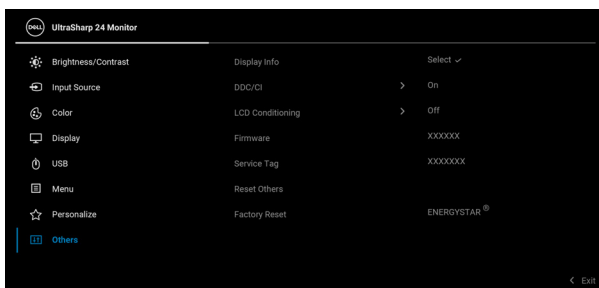 DELL UltraSharp 24 Monitor
Brightness/Contrast Display Info Select ✓
Input Source DDC/CI > On
Color LCD Conditioning > Off
Display Firmware XXXXXX
USB Service Tag XXXXXXX
Menu Reset Others
Personalize Factory Reset ENERGYSTAR ®
Others
< Exit